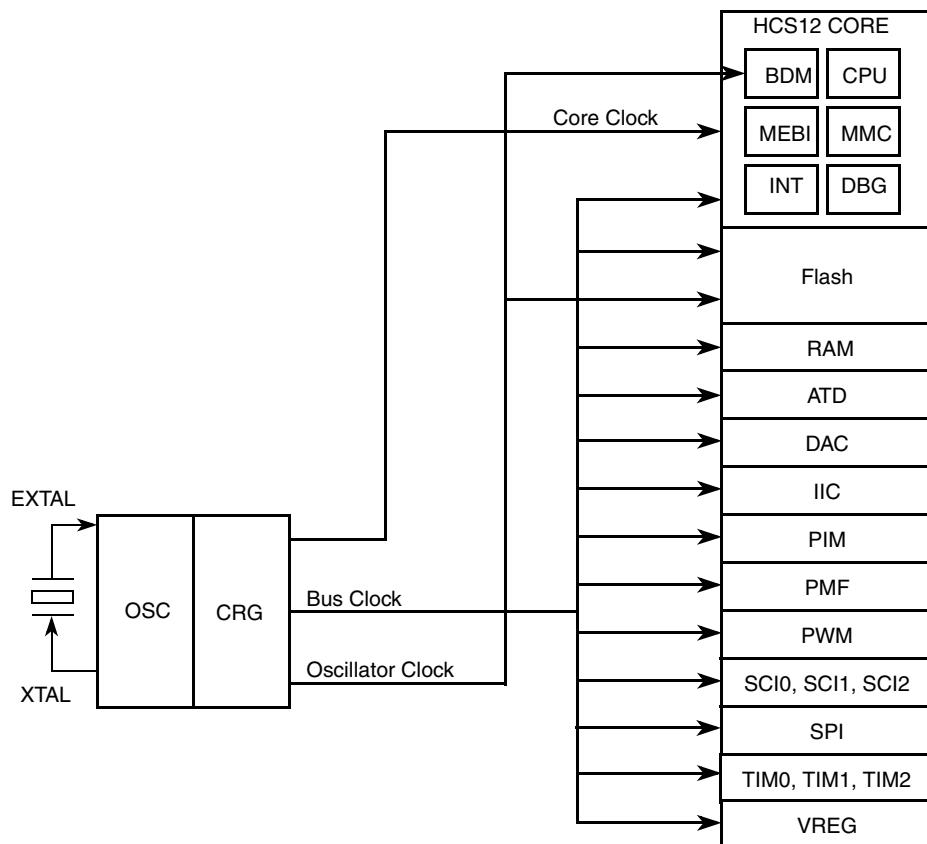 HCS12 CORE
BDM
CPU
Core Clock
MEBI
MMC
INT
DBG
Flash
RAM
ATD
DAC
IIC
EXTAL
PIM
PMF
OSC
CRG
Bus Clock
PWM
Oscillator Clock
SCI0, SCI1, SCI2
XTAL
SPI
TIM0, TIM1, TIM2
VREG